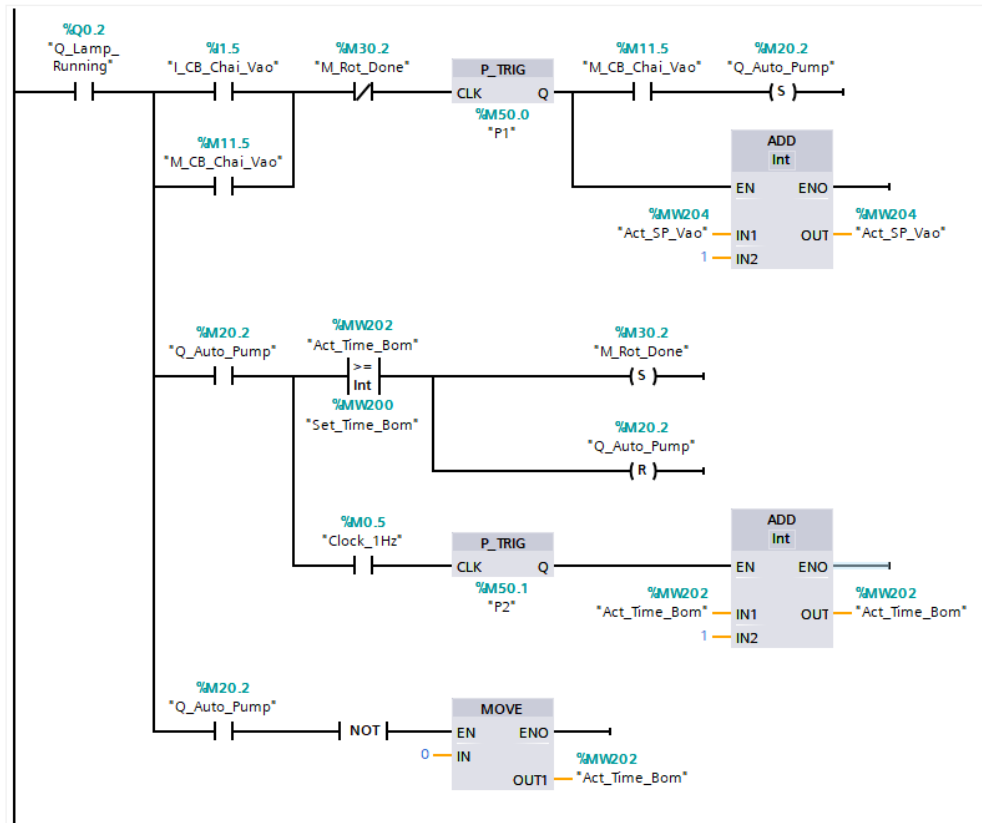 %Q0.2
"Q_Lamp_
Running"
%I1.5
"I_CB_Chai_Vao"
%M30.2
"M_Rot_Done"
P_TRIG
CLK Q
%M50.0
"P1"
%M11.5
"M_CB_Chai_Vao"
%M20.2
"Q_Auto_Pump"
S
%M11.5
"M_CB_Chai_Vao"
ADD
Int
EN ENO
%MW204
"Act_SP_Vao"
IN1 OUT
%MW204
"Act_SP_Vao"
1 IN2
%M20.2
"Q_Auto_Pump"
%MW202
"Act_Time_Bom"
>=
Int
%MW200
"Set_Time_Bom"
%M30.2
"M_Rot_Done"
S
%M20.2
"Q_Auto_Pump"
R
%M0.5
"Clock_1Hz"
P_TRIG
CLK Q
%M50.1
"P2"
ADD
Int
EN ENO
%MW202
"Act_Time_Bom"
IN1 OUT
%MW202
"Act_Time_Bom"
1 IN2
%M20.2
"Q_Auto_Pump"
NOT
MOVE
EN ENO
0 IN
OUT1
%MW202
"Act_Time_Bom"